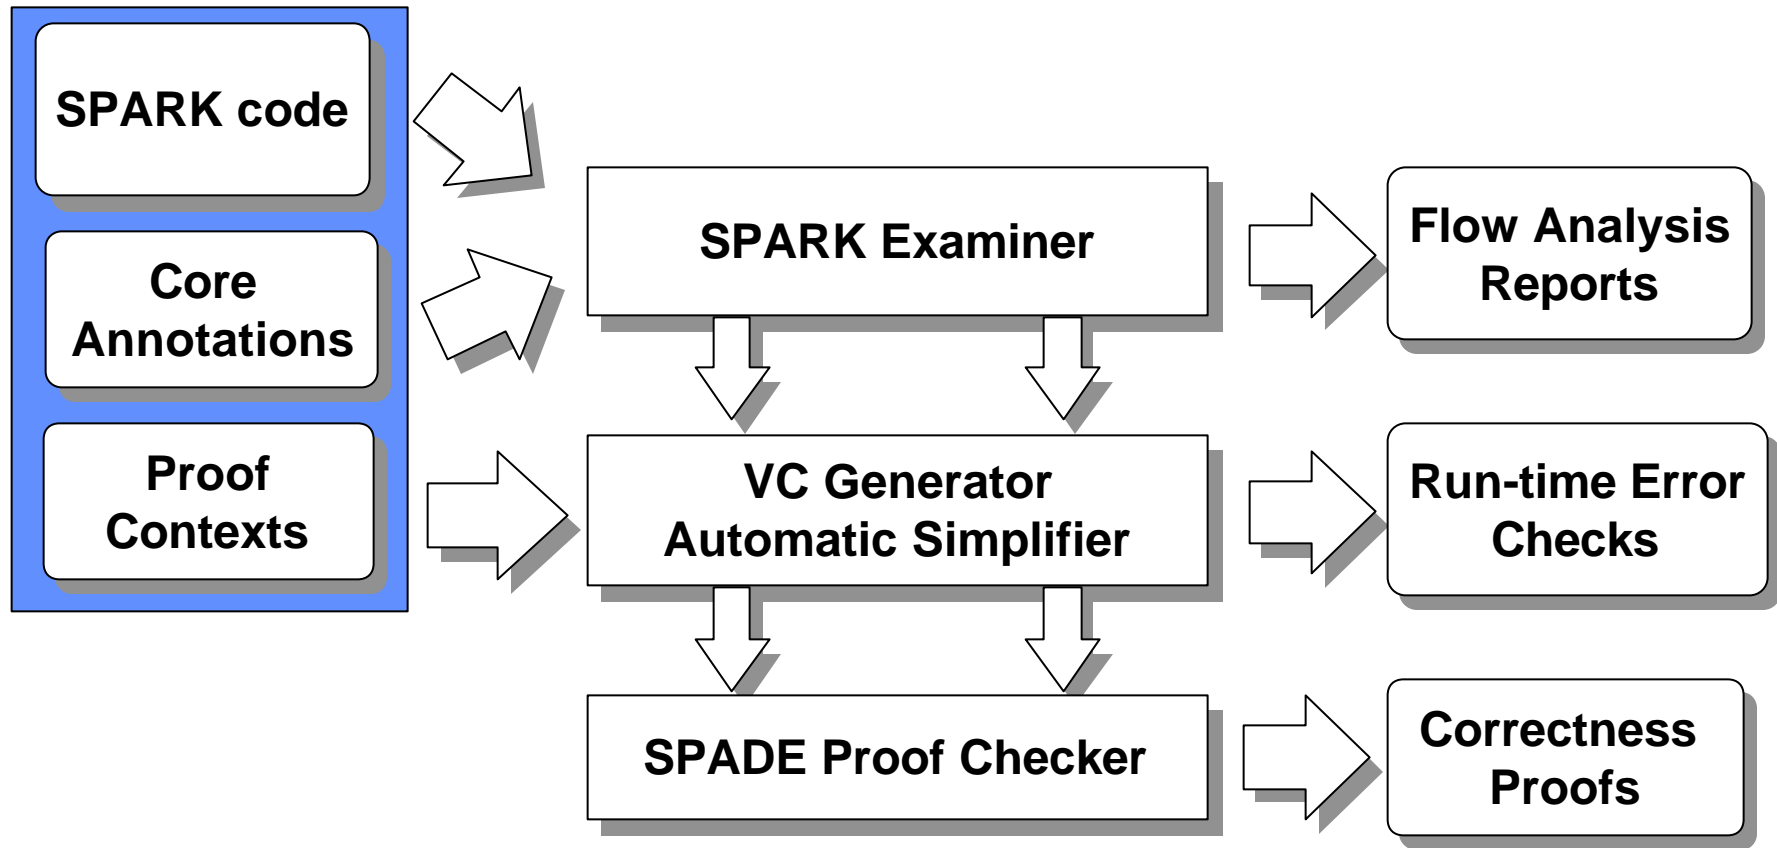 SPARK code
Core
Annotations
Proof
Contexts
SPARK Examiner
VC Generator
Automatic Simplifier
SPADE Proof Checker
Flow Analysis
Reports
Run-time Error
Checks
Correctness
Proofs